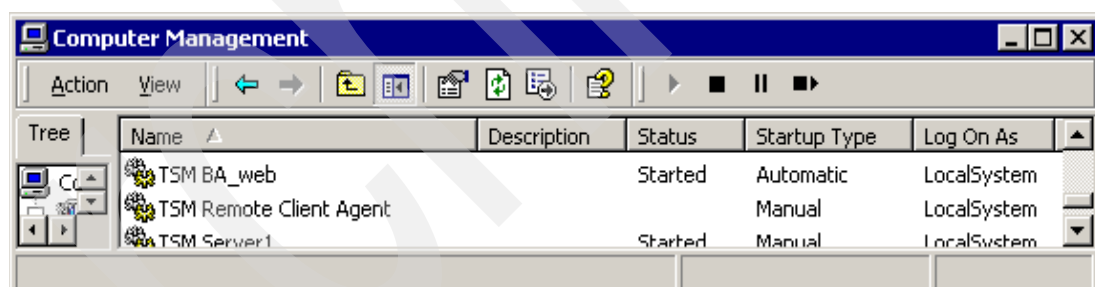 Computer Management
Action View
Tree Name Description Status Startup Type Log On As
TSM BA_web Started Automatic LocalSystem
TSM Remote Client Agent Manual LocalSystem
TSM Server1 Started Manual LocalSystem